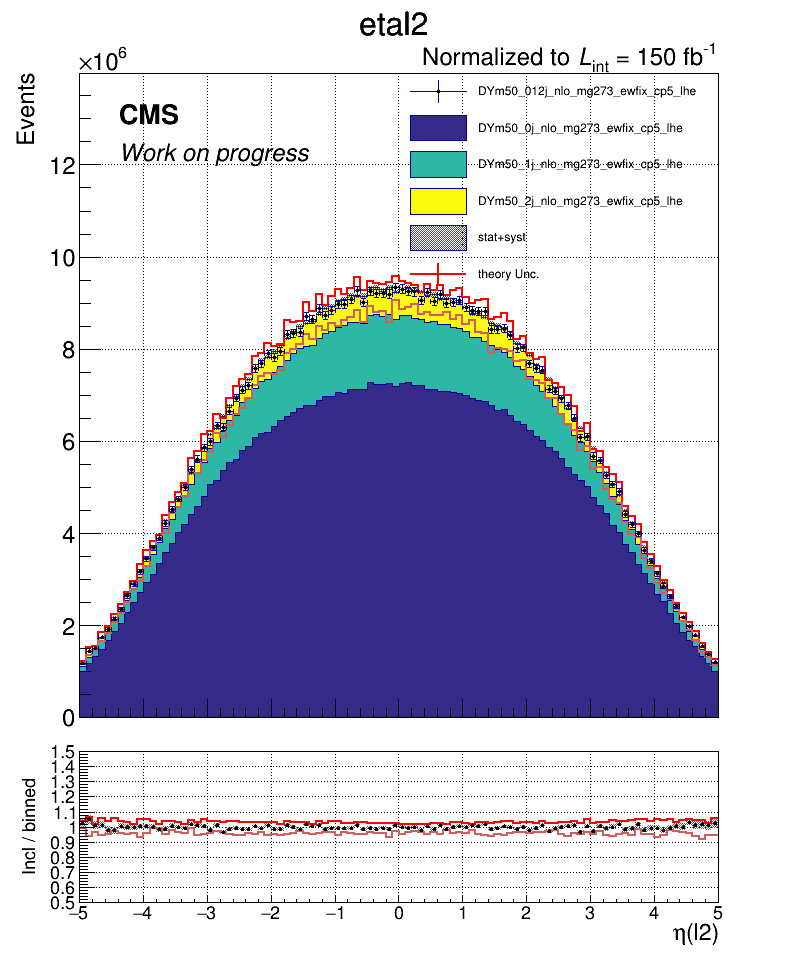 etal2
×10⁶
Normalized to L_int = 150 fb⁻¹
Events
CMS
Work on progress
DYm50_012j_nlo_mg273_ewfix_cp5_lhe
DYm50_0j_nlo_mg273_ewfix_cp5_lhe
DYm50_1j_nlo_mg273_ewfix_cp5_lhe
DYm50_2j_nlo_mg273_ewfix_cp5_lhe
stat+syst
theory Unc.
12
10
8
6
4
2
0
Incl / binned
1.5
1.4
1.3
1.2
1.1
1
0.9
0.8
0.7
0.6
0.5
−5 −4 −3 −2 −1 0 1 2 3 4 5
η(l2)